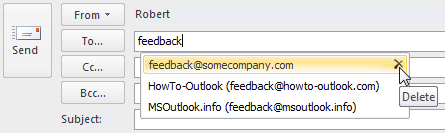 From ▾ Robert
Send
To... feedback
Cc... feedback@somecompany.com
HowTo-Outlook (feedback@howto-outlook.com)
Bcc... MSOutlook.info (feedback@msoutlook.info)
Delete
Subject: